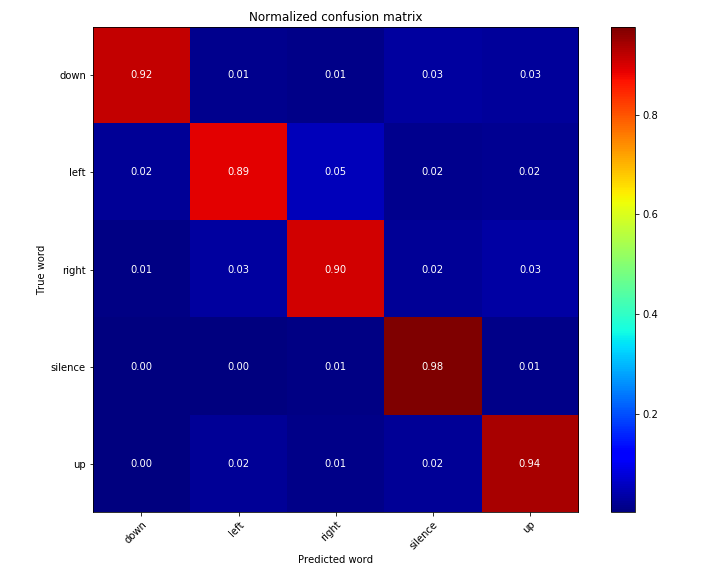 Normalized confusion matrix
True word
down 0.92 0.01 0.01 0.03 0.03
left 0.02 0.89 0.05 0.02 0.02
right 0.01 0.03 0.90 0.02 0.03
silence 0.00 0.00 0.01 0.98 0.01
up 0.00 0.02 0.01 0.02 0.94
down left right silence up
Predicted word
0.8
0.6
0.4
0.2